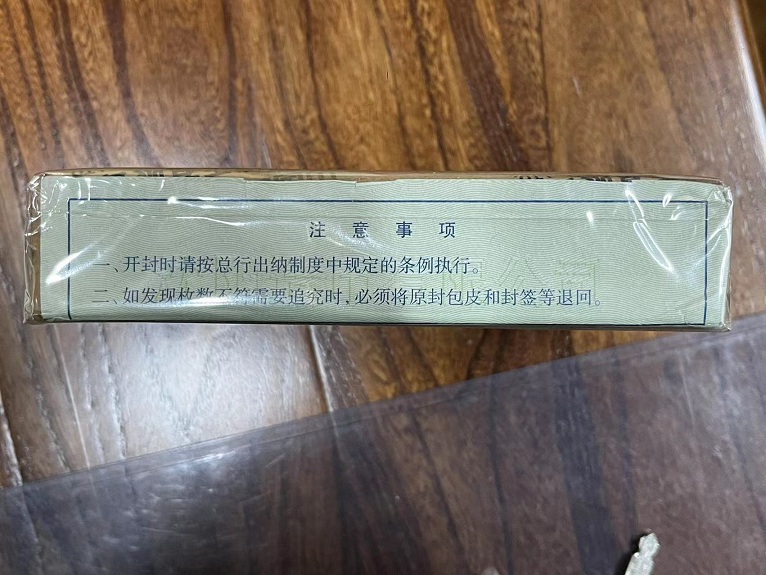 注意事项
一、开封时请按总行出纳制度中规定的条例执行。
二、如发现枚数不符需要追究时，必须将原封包皮和封签等退回。